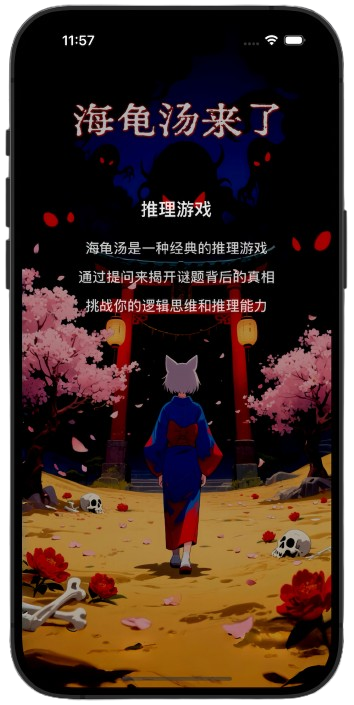 11:57
海龟汤来了
推理游戏
海龟汤是一种经典的推理游戏
通过提问来揭开谜题背后的真相
挑战你的逻辑思维和推理能力